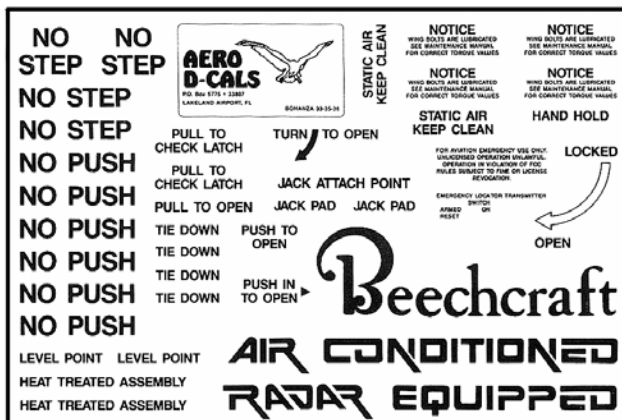 NO NO
STEP STEP
NO STEP
NO STEP
NO PUSH
NO PUSH
NO PUSH
NO PUSH
NO PUSH
NO PUSH
LEVEL POINT LEVEL POINT
HEAT TREATED ASSEMBLY
HEAT TREATED ASSEMBLY
AERO
D-CALS
P.O. Box 6776 • 33807
LAKELAND AIRPORT, FL
BONANZA 33-35-36
STATIC AIR
KEEP CLEAN
NOTICE
WING BOLTS ARE LUBRICATED
SEE MAINTENANCE MANUAL
FOR CORRECT TORQUE VALUES
NOTICE
WING BOLTS ARE LUBRICATED
SEE MAINTENANCE MANUAL
FOR CORRECT TORQUE VALUES
NOTICE
WING BOLTS ARE LUBRICATED
SEE MAINTENANCE MANUAL
FOR CORRECT TORQUE VALUES
NOTICE
WING BOLTS ARE LUBRICATED
SEE MAINTENANCE MANUAL
FOR CORRECT TORQUE VALUES
STATIC AIR
KEEP CLEAN
HAND HOLD
PULL TO
CHECK LATCH
TURN TO OPEN
PULL TO
CHECK LATCH
JACK ATTACH POINT
PULL TO OPEN
JACK PAD JACK PAD
FOR AVIATION EMERGENCY USE ONLY.
UNLICENSED OPERATION UNLAWFUL.
OPERATION IN VIOLATION OF FCC
RULES SUBJECT TO FINE OR LICENSE
REVOCATION.
LOCKED
EMERGENCY LOCATOR TRANSMITTER
SWITCH
ARMED ON
RESET
OPEN
TIE DOWN
TIE DOWN
TIE DOWN
TIE DOWN
PUSH TO
OPEN
PUSH IN
TO OPEN
Beechcraft
AIR CONDITIONED
RADAR EQUIPPED